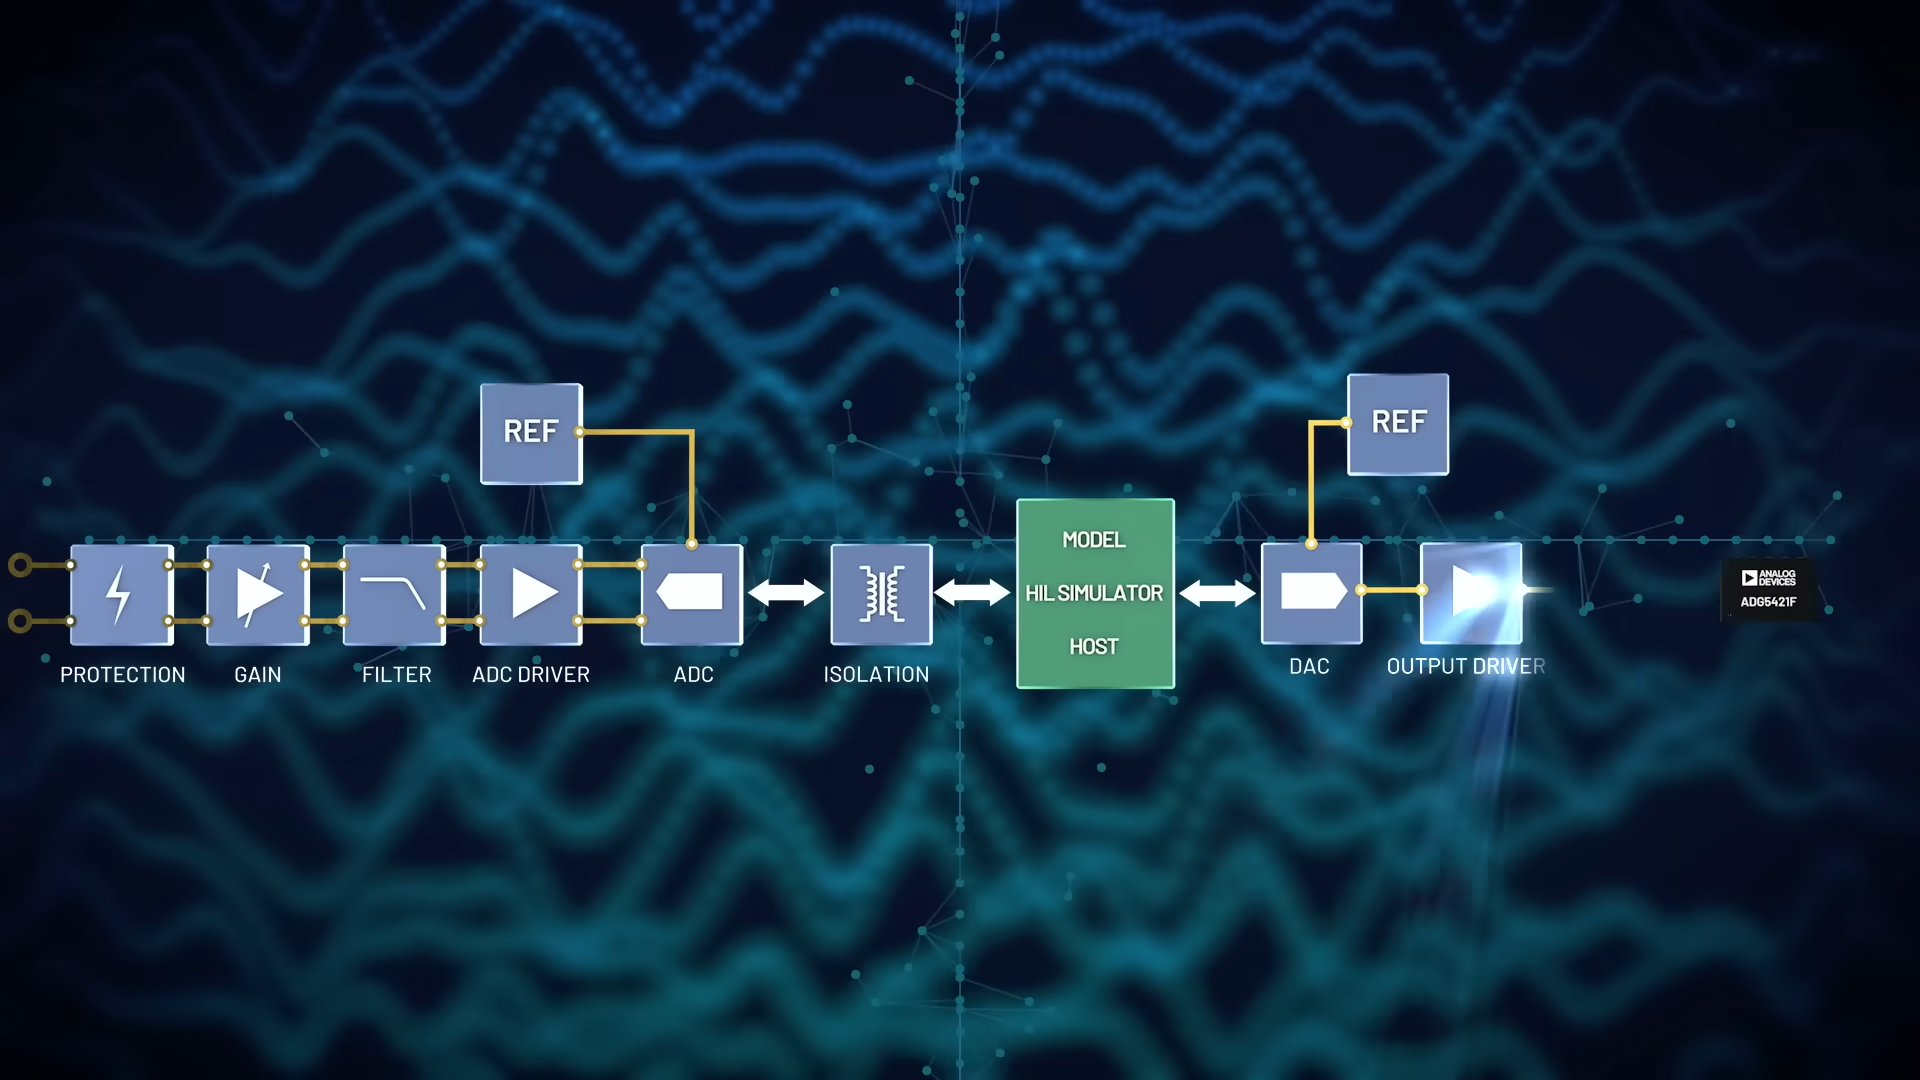 REF
REF
MODEL
HIL SIMULATOR
HOST
ANALOG
DEVICES
ADG5421F
PROTECTION
GAIN
FILTER
ADC DRIVER
ADC
ISOLATION
DAC
OUTPUT DRIVER